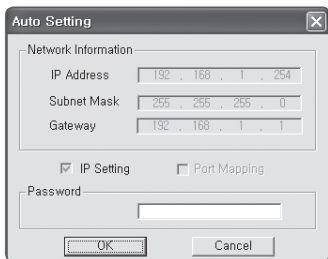 Auto Setting
Network Information
IP Address 192 . 168 . 1 . 254
Subnet Mask 255 . 255 . 255 . 0
Gateway 192 . 168 . 1 . 1
IP Setting Port Mapping
Password
OK Cancel